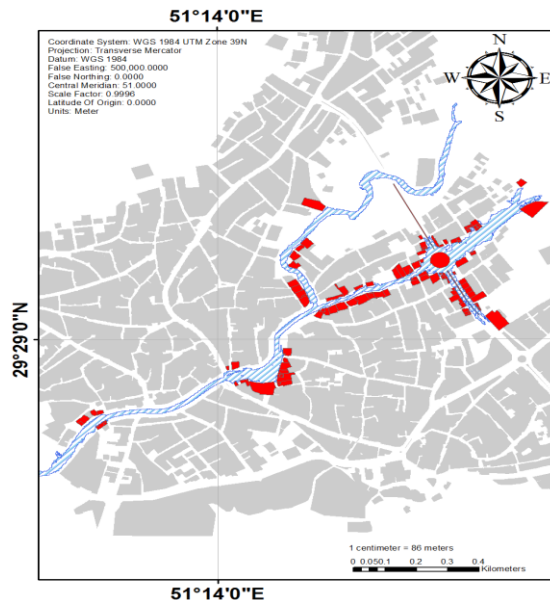 51°14'0"E
Coordinate System: WGS 1984 UTM Zone 39N
Projection: Transverse Mercator
Datum: WGS 1984
False Easting: 500,000.0000
False Northing: 0.0000
Central Meridian: 51.0000
Scale Factor: 0.9996
Latitude Of Origin: 0.0000
Units: Meter
N
W E
S
29°29'0"N
1 centimeter = 86 meters
0 0.050.1 0.2 0.3 0.4
Kilometers
51°14'0"E